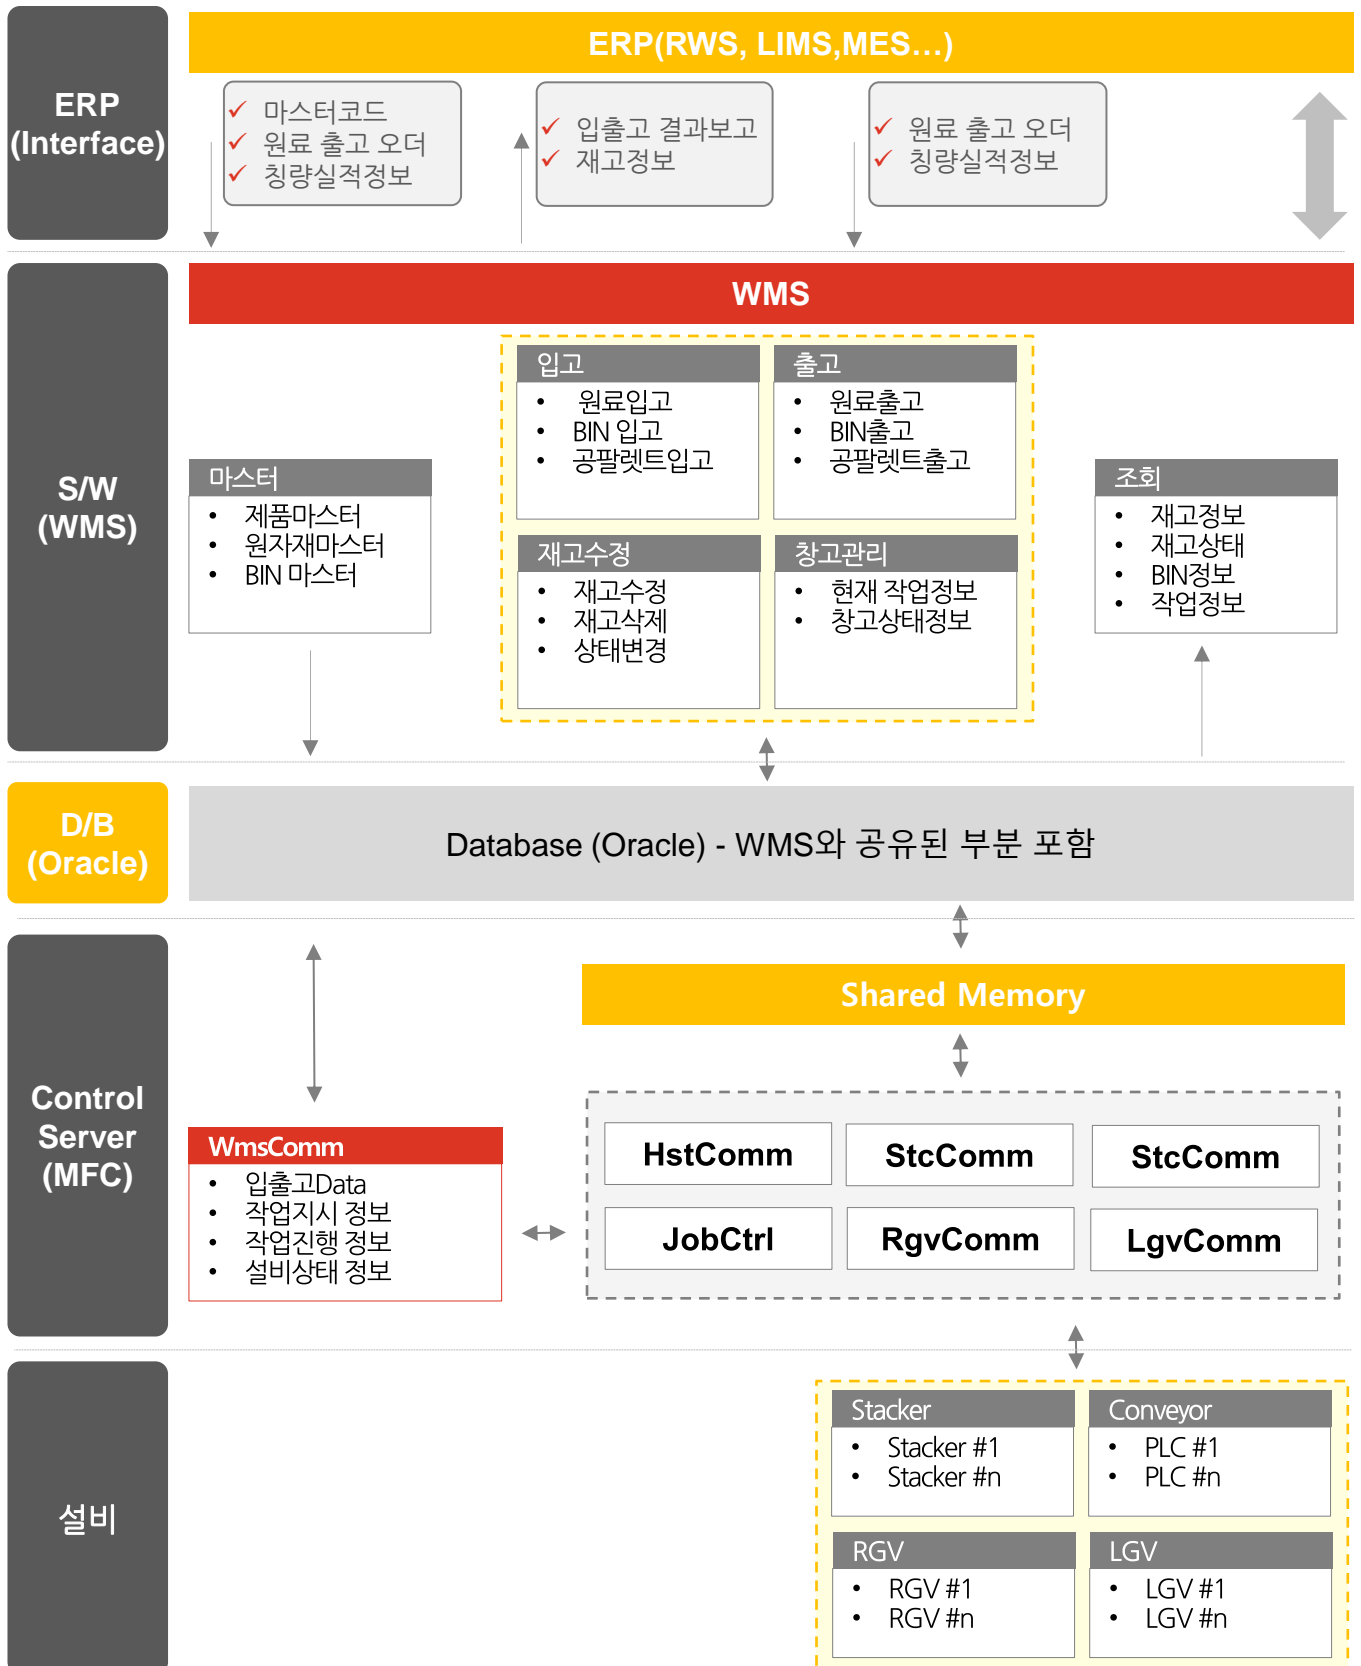 ERP(RWS, LIMS,MES…)
ERP
(Interface)
마스터코드
원료 출고 오더
칭량실적정보
입출고 결과보고
재고정보
원료 출고 오더
칭량실적정보
S/W
(WMS)
WMS
입고
원료입고
BIN 입고
공팔렛트입고
출고
원료출고
BIN출고
공팔렛트출고
마스터
제품마스터
원자재마스터
BIN 마스터
재고수정
재고수정
재고삭제
상태변경
창고관리
현재 작업정보
창고상태정보
조회
재고정보
재고상태
BIN정보
작업정보
D/B
(Oracle)
Database (Oracle) - WMS와 공유된 부분 포함
Control
Server
(MFC)
Shared Memory
WmsComm
입출고Data
작업지시 정보
작업진행 정보
설비상태 정보
HstComm
StcComm
StcComm
JobCtrl
RgvComm
LgvComm
설비
Stacker
Stacker #1
Stacker #n
Conveyor
PLC #1
PLC #n
RGV
RGV #1
RGV #n
LGV
LGV #1
LGV #n